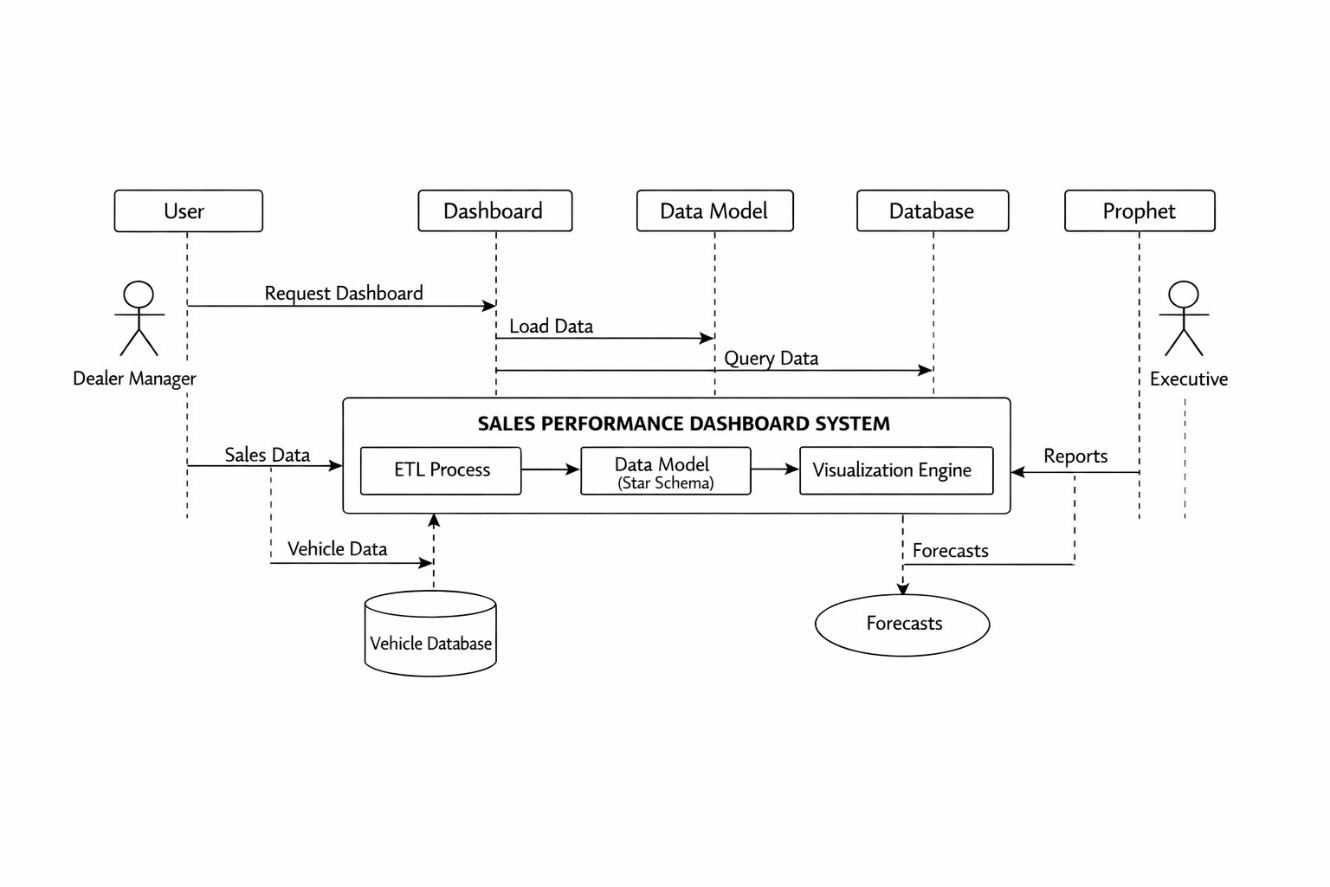 User
Dashboard
Data Model
Database
Prophet
Request Dashboard
Load Data
Query Data
Dealer Manager
Executive
SALES PERFORMANCE DASHBOARD SYSTEM
Sales Data
ETL Process
Data Model
(Star Schema)
Visualization Engine
Reports
Vehicle Data
Forecasts
Vehicle Database
Forecasts